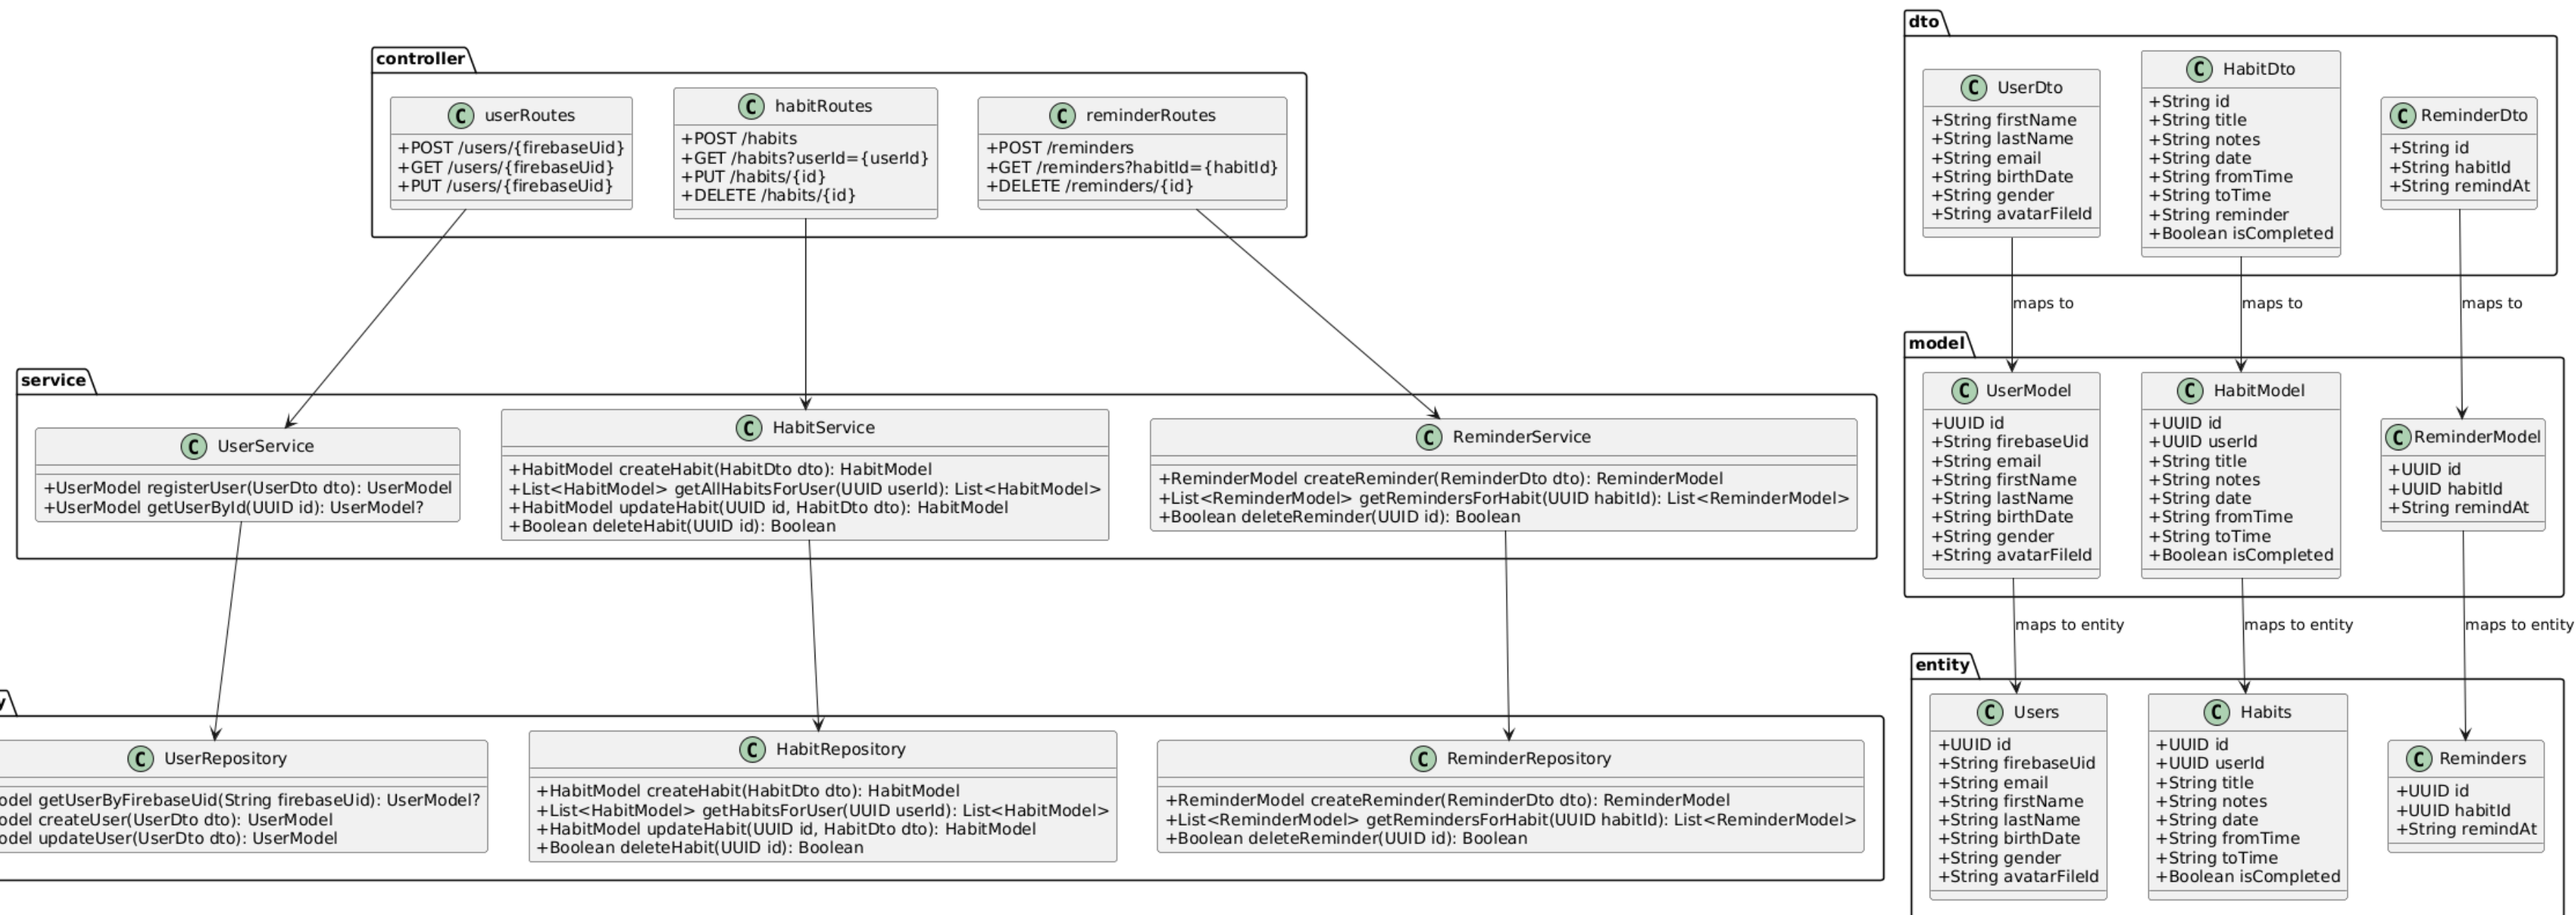 controller
userRoutes
+POST /users/{firebaseUid}
+GET /users/{firebaseUid}
+PUT /users/{firebaseUid}
habitRoutes
+POST /habits
+GET /habits?userId={userId}
+PUT /habits/{id}
+DELETE /habits/{id}
reminderRoutes
+POST /reminders
+GET /reminders?habitId={habitId}
+DELETE /reminders/{id}
dto
UserDto
+String firstName
+String lastName
+String email
+String birthDate
+String gender
+String avatarFileId
HabitDto
+String id
+String title
+String notes
+String date
+String fromTime
+String toTime
+String reminder
+Boolean isCompleted
ReminderDto
+String id
+String habitId
+String remindAt
maps to
maps to
maps to
service
UserService
+UserModel registerUser(UserDto dto): UserModel
+UserModel getUserById(UUID id): UserModel?
HabitService
+HabitModel createHabit(HabitDto dto): HabitModel
+List<HabitModel> getAllHabitsForUser(UUID userId): List<HabitModel>
+HabitModel updateHabit(UUID id, HabitDto dto): HabitModel
+Boolean deleteHabit(UUID id): Boolean
ReminderService
+ReminderModel createReminder(ReminderDto dto): ReminderModel
+List<ReminderModel> getRemindersForHabit(UUID habitId): List<ReminderModel>
+Boolean deleteReminder(UUID id): Boolean
model
UserModel
+UUID id
+String firebaseUid
+String email
+String firstName
+String lastName
+String birthDate
+String gender
+String avatarFileId
HabitModel
+UUID id
+UUID userId
+String title
+String notes
+String date
+String fromTime
+String toTime
+Boolean isCompleted
ReminderModel
+UUID id
+UUID habitId
+String remindAt
maps to entity
maps to entity
maps to entity
y
UserRepository
odel getUserByFirebaseUid(String firebaseUid): UserModel?
odel createUser(UserDto dto): UserModel
odel updateUser(UserDto dto): UserModel
HabitRepository
+HabitModel createHabit(HabitDto dto): HabitModel
+List<HabitModel> getHabitsForUser(UUID userId): List<HabitModel>
+HabitModel updateHabit(UUID id, HabitDto dto): HabitModel
+Boolean deleteHabit(UUID id): Boolean
ReminderRepository
+ReminderModel createReminder(ReminderDto dto): ReminderModel
+List<ReminderModel> getRemindersForHabit(UUID habitId): List<ReminderModel>
+Boolean deleteReminder(UUID id): Boolean
entity
Users
+UUID id
+String firebaseUid
+String email
+String firstName
+String lastName
+String birthDate
+String gender
+String avatarFileId
Habits
+UUID id
+UUID userId
+String title
+String notes
+String date
+String fromTime
+String toTime
+Boolean isCompleted
Reminders
+UUID id
+UUID habitId
+String remindAt